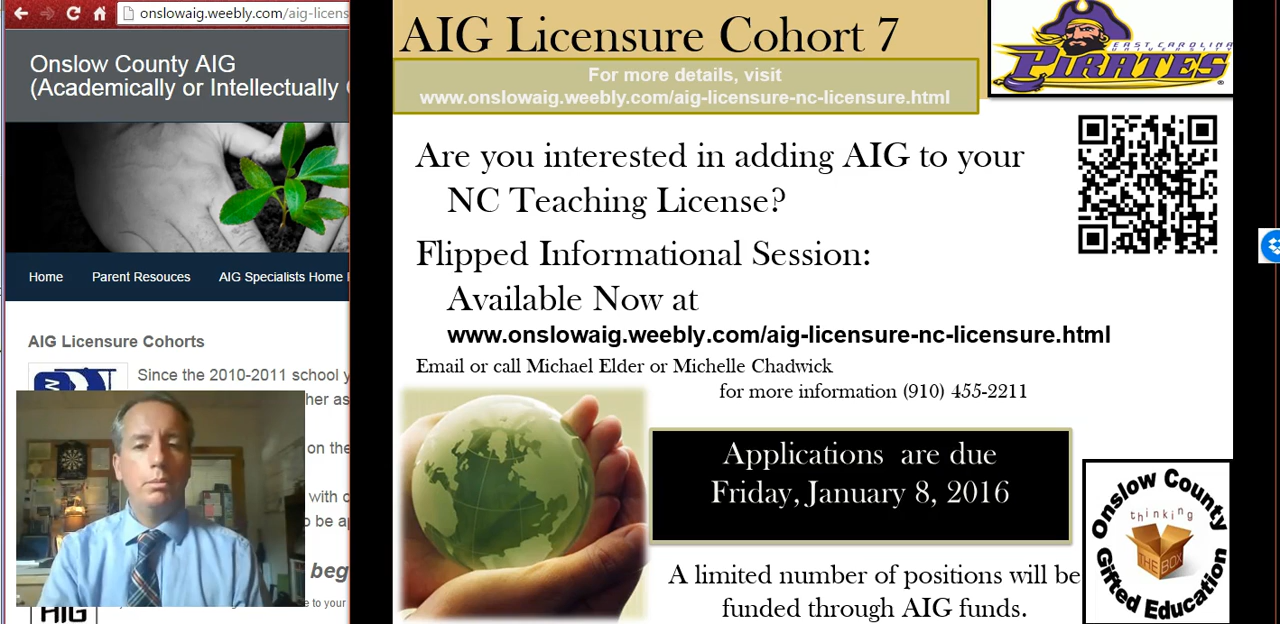 onslowaig.weebly.com/aig-licens
Onslow County AIG
(Academically or Intellectually
Home Parent Resouces AIG Specialists Home
AIG Licensure Cohorts
Since the 2010-2011 school
her as
on the
with
be
beg
to your
AIG
AIG Licensure Cohort 7
For more details, visit
www.onslowaig.weebly.com/aig-licensure-nc-licensure.html
EAST CAROLINA
UNIVERSITY
PIRATES
Are you interested in adding AIG to your
NC Teaching License?
Flipped Informational Session:
Available Now at
www.onslowaig.weebly.com/aig-licensure-nc-licensure.html
Email or call Michael Elder or Michelle Chadwick
for more information (910) 455-2211
Applications are due
Friday, January 8, 2016
A limited number of positions will be
funded through AIG funds.
Onslow County
thinking
THE BOX
Gifted Education